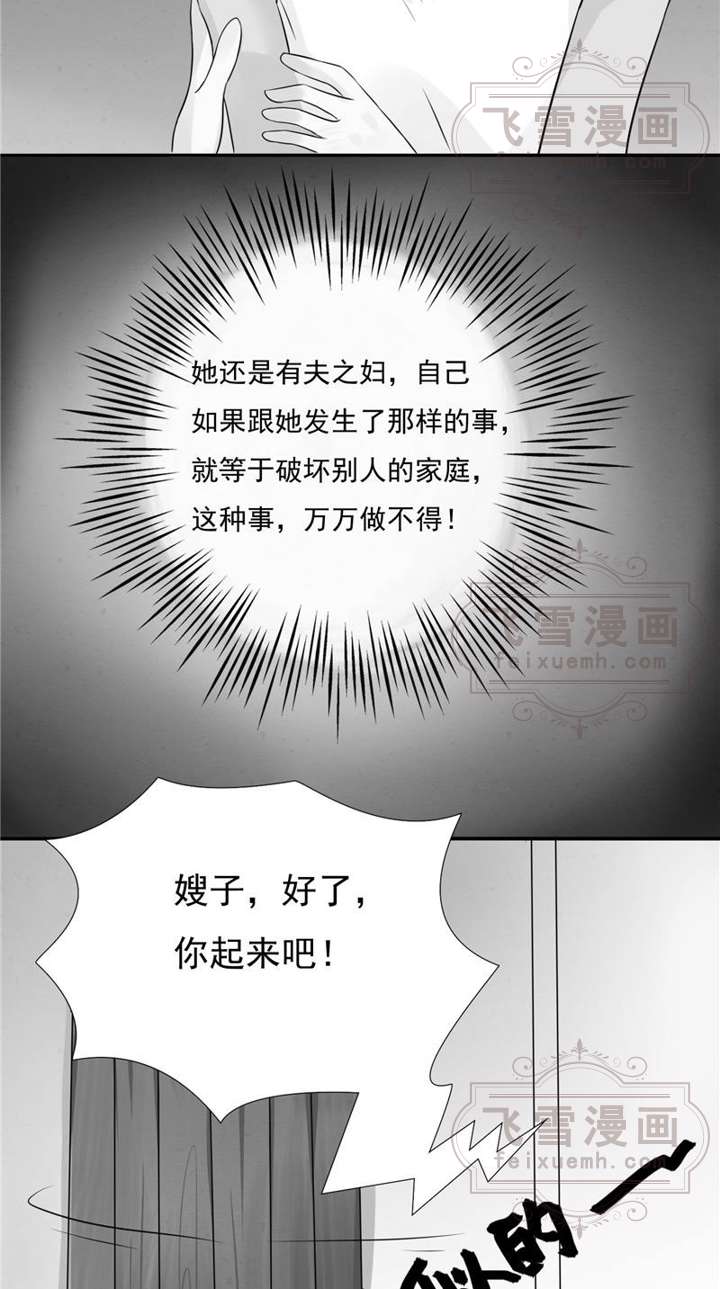 飞雪漫画
feixuemh.com
她还是有夫之妇，自己
如果跟她发生了那样的事，
就等于破坏别人的家庭，
这种事，万万做不得！
飞雪漫画
feixuemh.com
嫂子，好了，
你起来吧！
飞雪漫画
feixuemh.com
的～